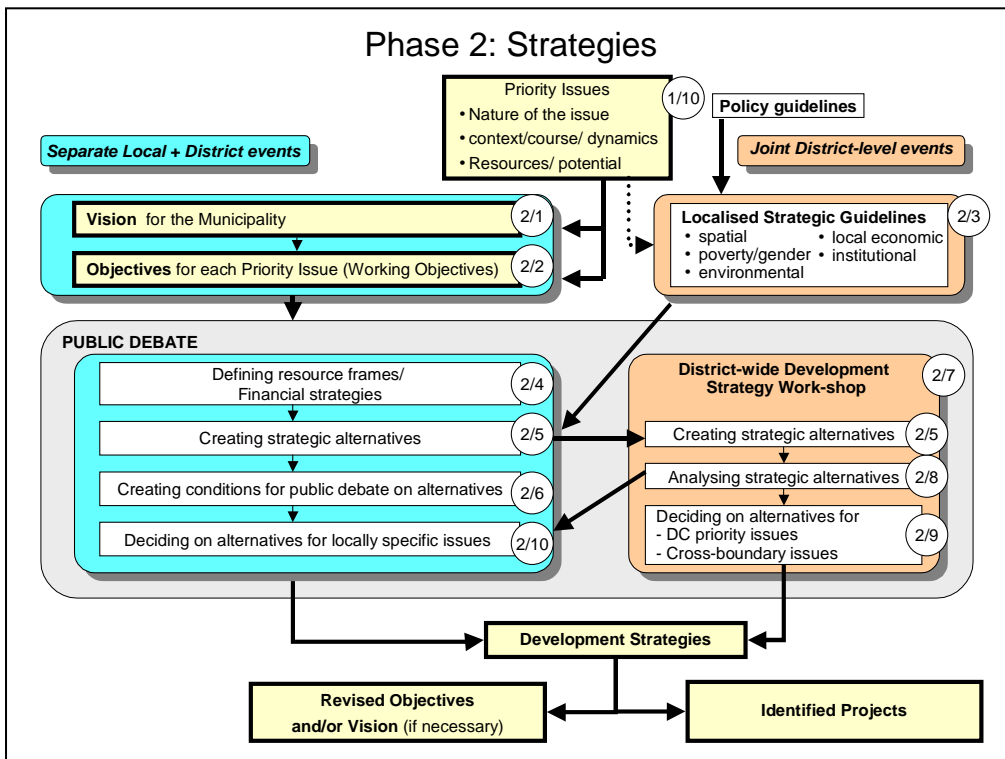 Phase 2: Strategies
Priority Issues
• Nature of the issue
• context/course/ dynamics
• Resources/ potential
1/10
Policy guidelines
Separate Local + District events
Joint District-level events
Vision for the Municipality
2/1
Objectives for each Priority Issue (Working Objectives)
2/2
Localised Strategic Guidelines
2/3
• spatial
• poverty/gender
• environmental
• local economic
• institutional
PUBLIC DEBATE
Defining resource frames/
Financial strategies
2/4
Creating strategic alternatives
2/5
Creating conditions for public debate on alternatives
2/6
Deciding on alternatives for locally specific issues
2/10
District-wide Development
Strategy Work-shop
2/7
Creating strategic alternatives
2/5
Analysing strategic alternatives
2/8
Deciding on alternatives for
- DC priority issues
- Cross-boundary issues
2/9
Development Strategies
Revised Objectives
and/or Vision (if necessary)
Identified Projects